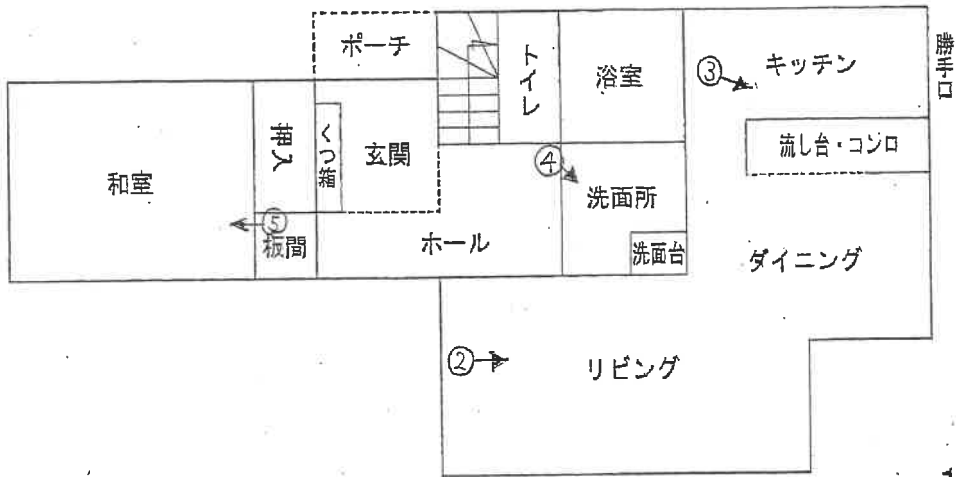 ポーチ
トイレ
浴室
③
キッチン
勝手口
和室
押入
くつ箱
玄関
流し台・コンロ
④
洗面所
⑤
板間
ホール
洗面台
ダイニング
②
リビング